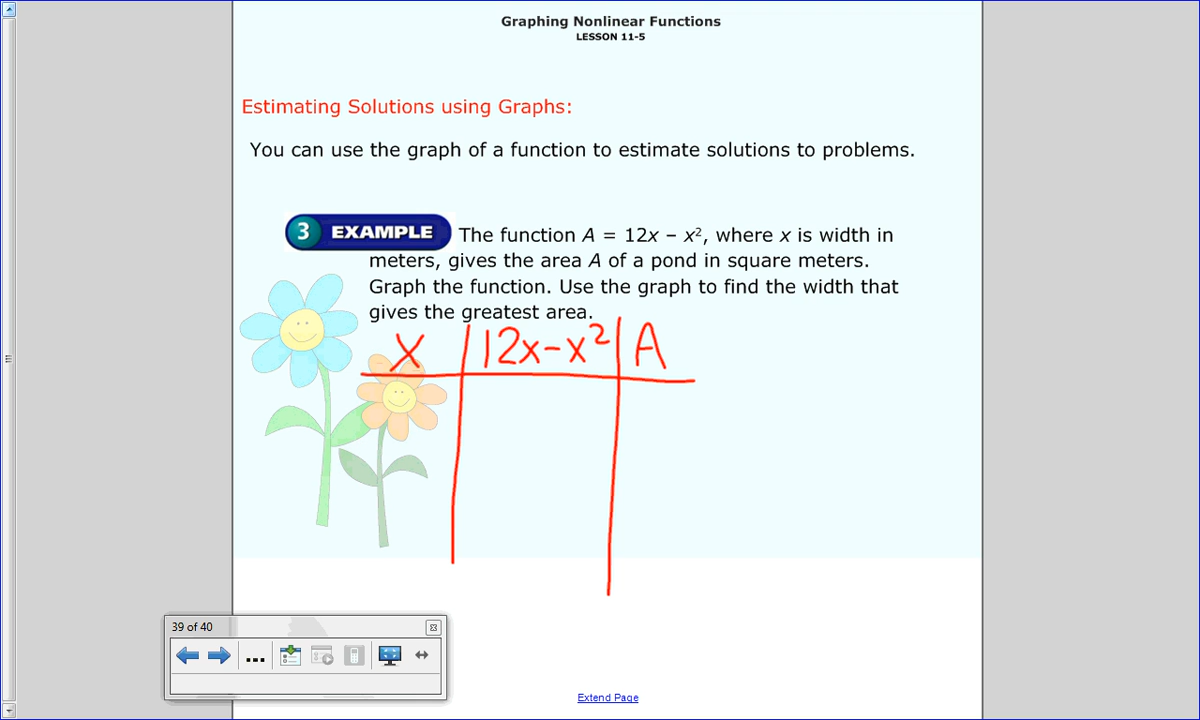 Graphing Nonlinear Functions
LESSON 11-5
Estimating Solutions using Graphs:
You can use the graph of a function to estimate solutions to problems.
3 EXAMPLE The function A = 12x – x², where x is width in
meters, gives the area A of a pond in square meters.
Graph the function. Use the graph to find the width that
gives the greatest area.
x 12x-x² A
39 of 40
...
Extend Page